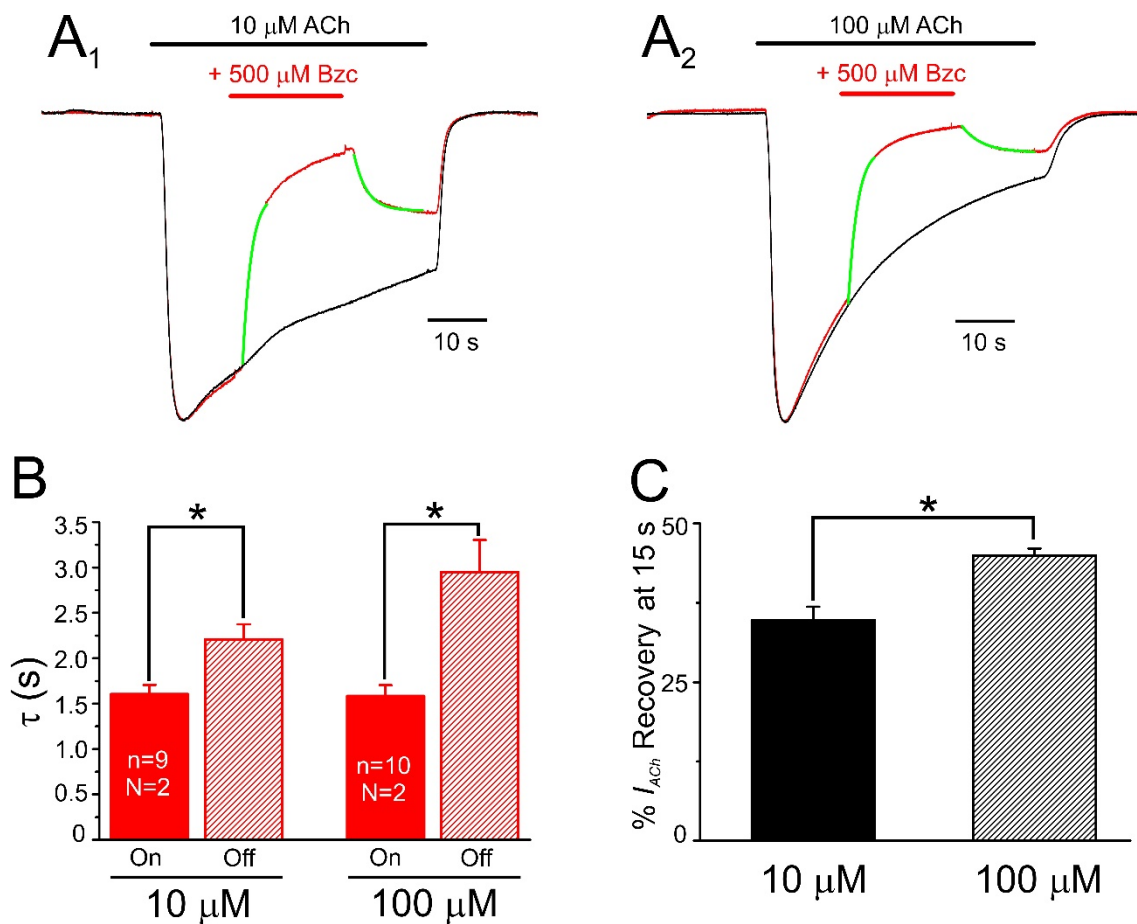 A1
10 μM ACh
+ 500 μM Bzc
10 s
A2
100 μM ACh
+ 500 μM Bzc
10 s
B
τ (s)
3.5
3.0
2.5
2.0
1.5
1.0
0.5
0
*
*
n=9
N=2
n=10
N=2
On
Off
On
Off
10 μM
100 μM
C
% IACh Recovery at 15 s
50
25
0
*
10 μM
100 μM